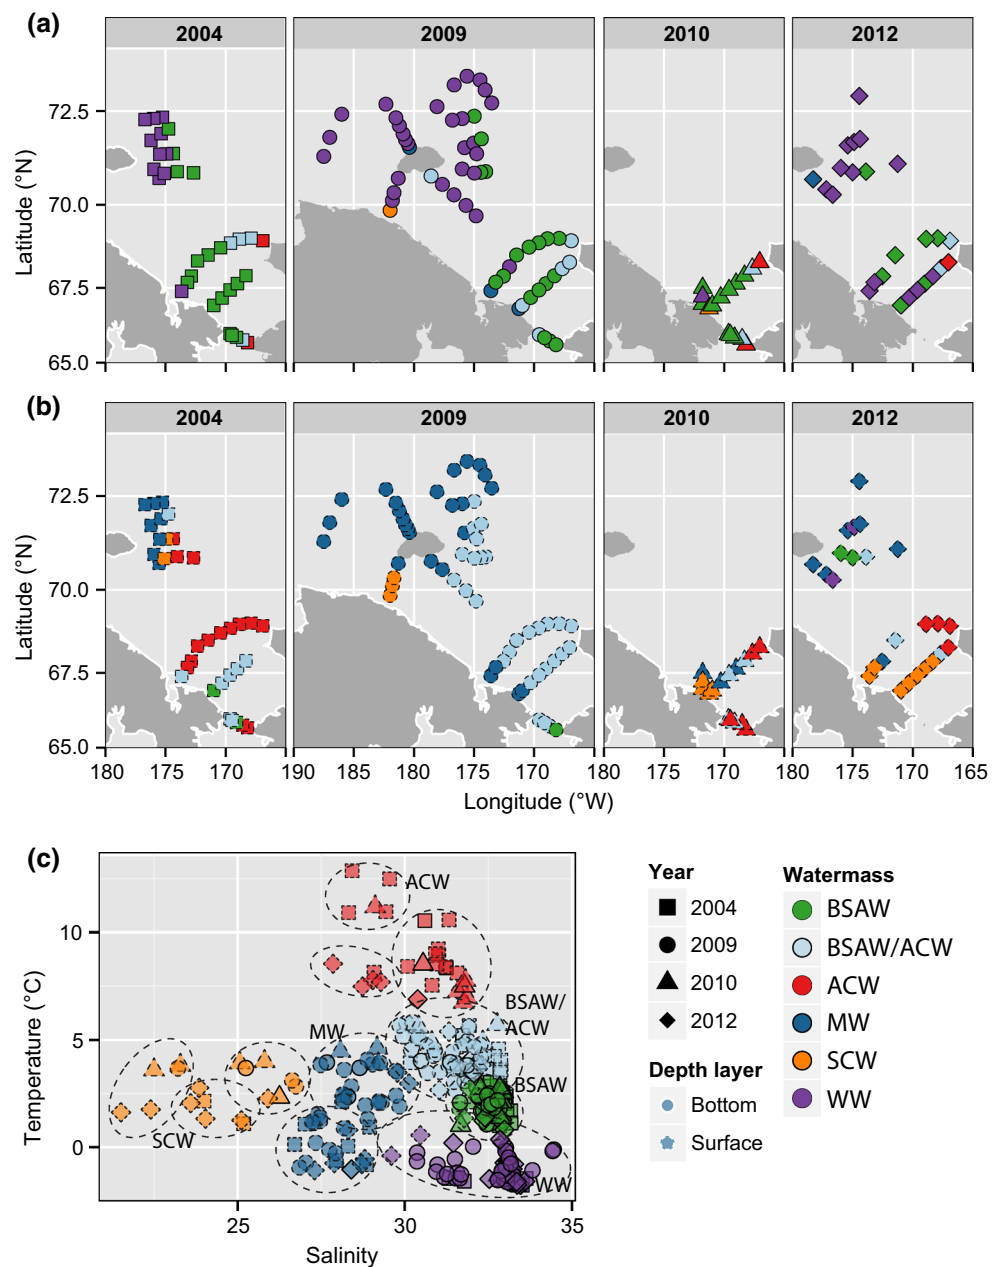 (a)
2004 2009 2010 2012
72.5
70.0
67.5
65.0
Latitude (°N)
(b)
2004 2009 2010 2012
72.5
70.0
67.5
65.0
Latitude (°N)
180 175 170 190 185 180 175 170 180 175 170 180 175 170 165
Longitude (°W)
(c)
10
5
0
Temperature (°C)
ACW
BSAW/
ACW
MW
BSAW
SCW
WW
25 30 35
Salinity
Year
2004
2009
2010
2012
Depth layer
Bottom
Surface
Watermass
BSAW
BSAW/ACW
ACW
MW
SCW
WW